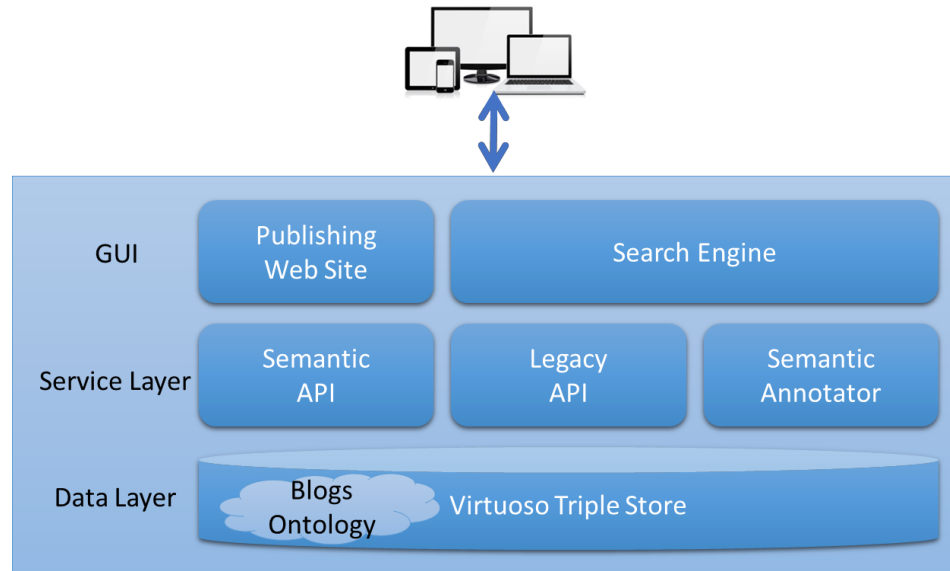 GUI
Publishing
Web Site
Search Engine
Service Layer
Semantic
API
Legacy
API
Semantic
Annotator
Data Layer
Blogs
Ontology
Virtuoso Triple Store